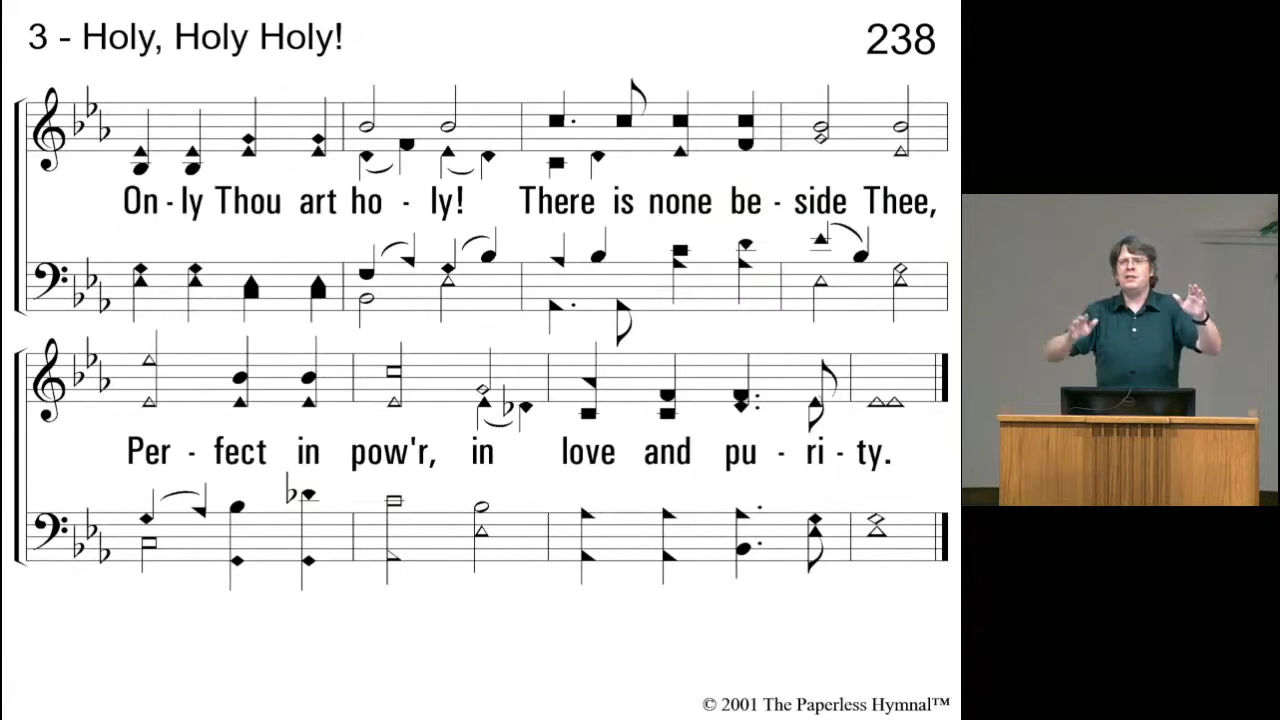 3 - Holy, Holy Holy!
238
On - ly Thou art ho - ly! There is none be - side Thee,
Per - fect in pow'r, in love and pu - ri - ty.
© 2001 The Paperless Hymnal™